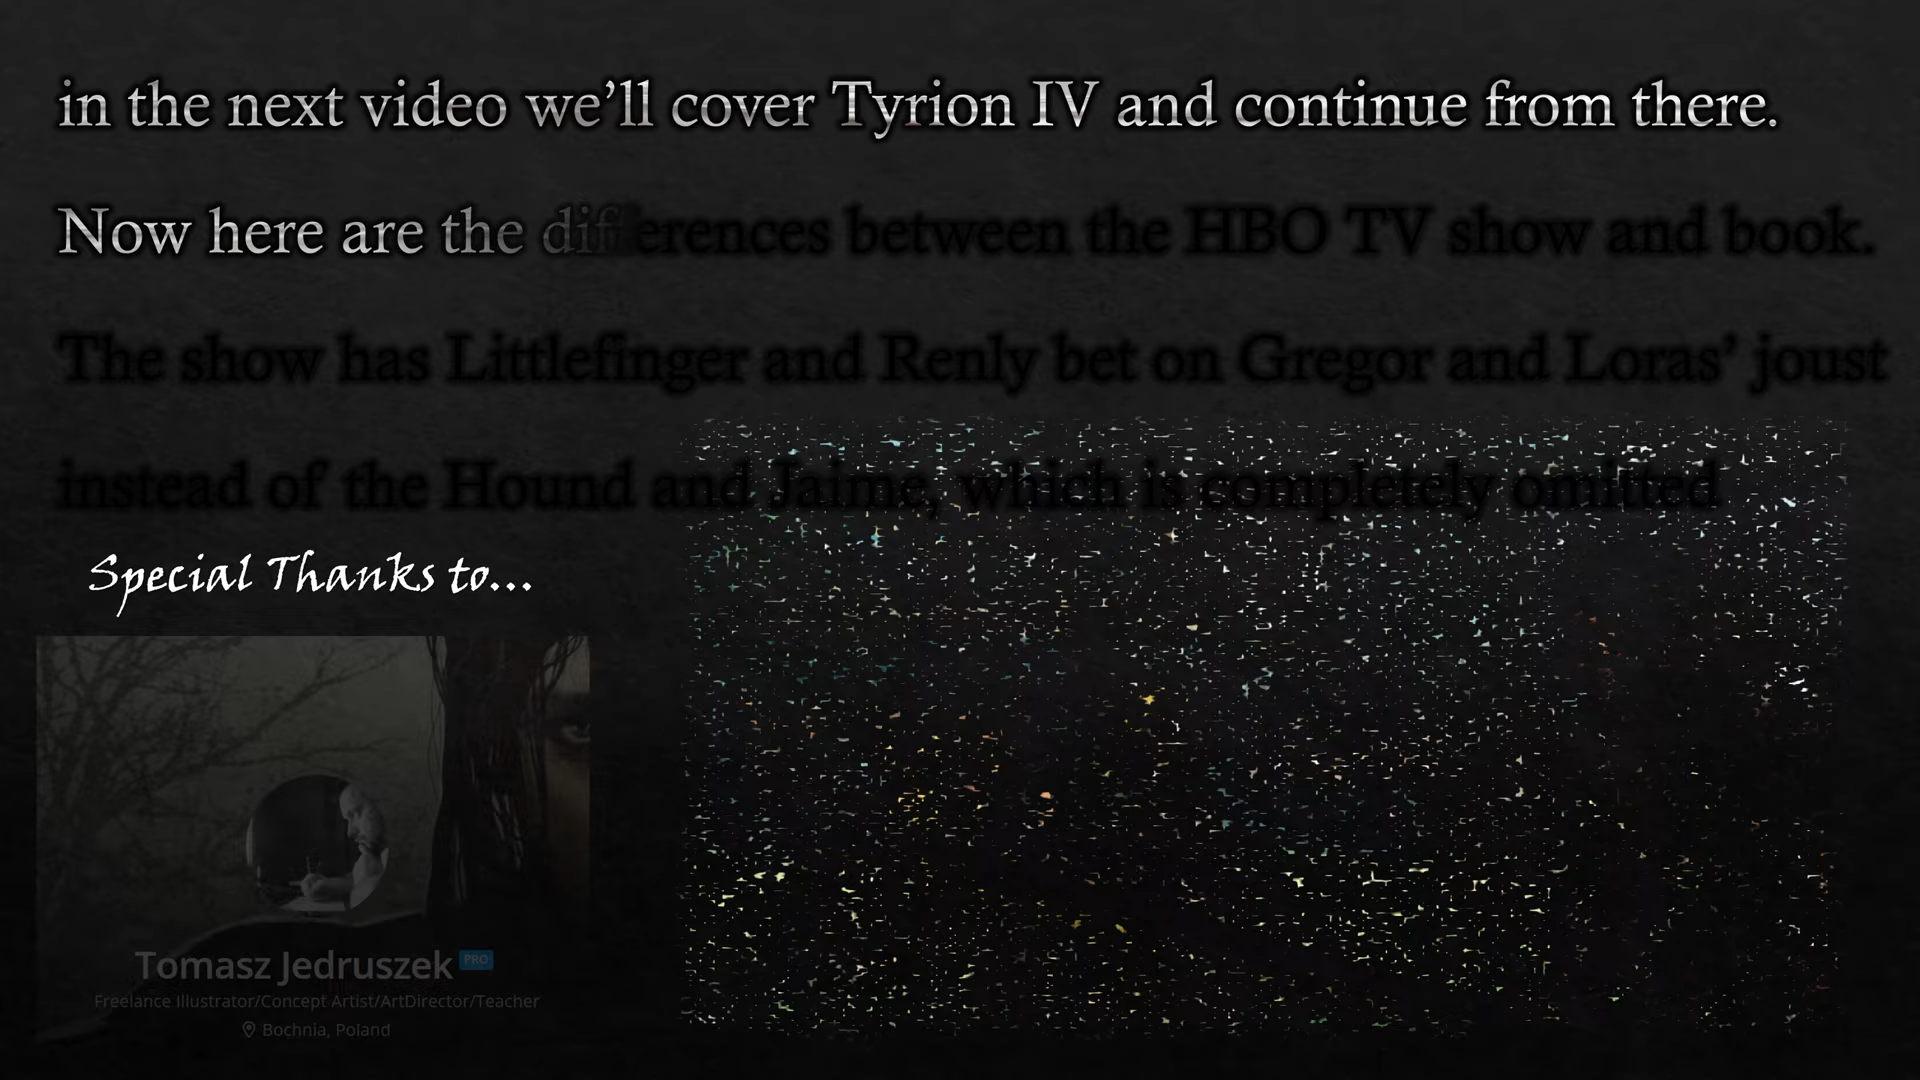 in the next video we’ll cover Tyrion IV and continue from there.
Now here are the differences between the HBO TV show and book.
The show has Littlefinger and Renly bet on Gregor and Loras’ joust
instead of the Hound and Jaime, which is completely omitted
Special Thanks to...
Tomasz Jedruszek PRO
Freelance Illustrator/Concept Artist/ArtDirector/Teacher
Bochnia, Poland